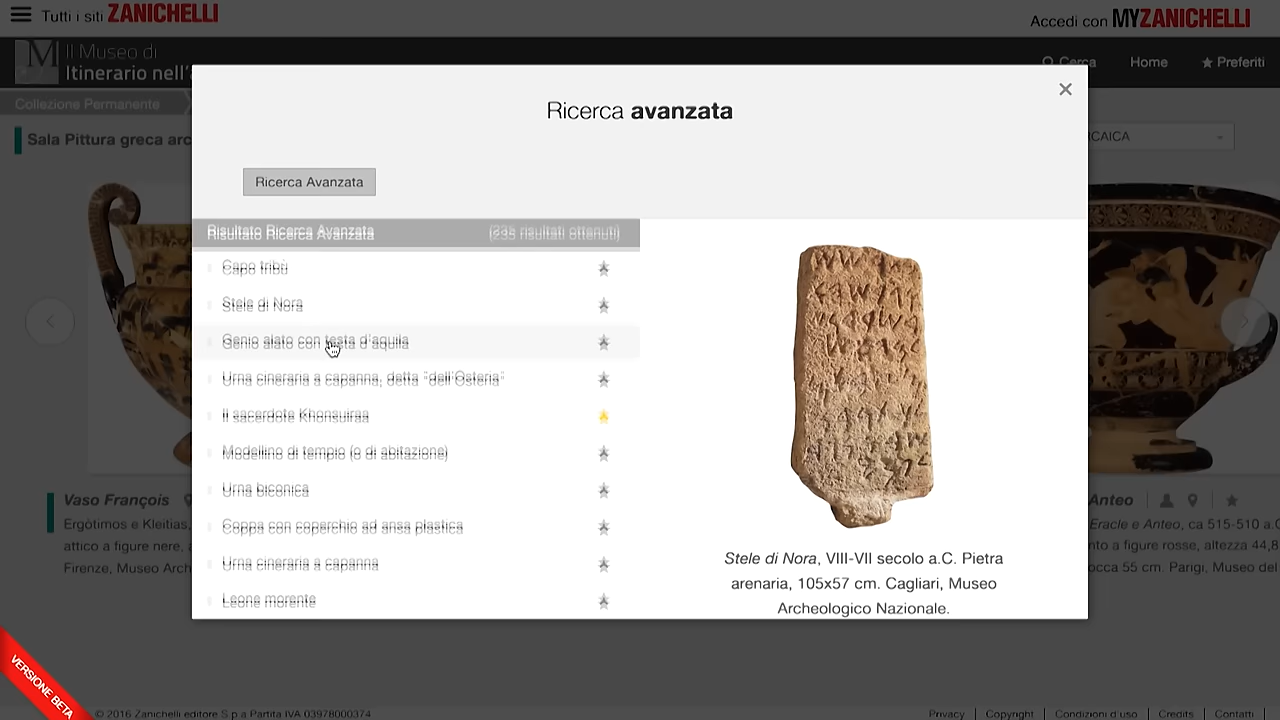 Tutti i siti ZANICHELLI
Accedi con MYZANICHELLI
M Il Museo di
Itinerario nell'
Cerca Home Preferiti
Collezione Permanente
Sala Pittura greca arc
CAICA
Ricerca avanzata
Ricerca Avanzata
Risultato Ricerca Avanzata (235 risultati ottenuti)
Capo tribù
Stele di Nora
Genio alato con testa d'aquila
Urna cineraria a capanna, detta "dell'Osteria"
Il sacerdote Khonsuiraa
Modellino di tempio (o di abitazione)
Urna biconica
Coppa con coperchio ad ansa plastica
Urna cineraria a capanna
Leone morente
Stele di Nora, VIII-VII secolo a.C. Pietra
arenaria, 105x57 cm. Cagliari, Museo
Archeologico Nazionale.
Vaso François
Ergòtimos e Kleitias,
attico a figure nere, a
Firenze, Museo Arch
Anteo
Eracle e Anteo, ca 515-510 a.C
nto a figure rosse, altezza 44,8
occa 55 cm. Parigi, Museo del
VERSIONE BETA
© 2016 Zanichelli editore S.p.a Partita IVA 03978000374
Privacy | Copyright | Condizioni d'uso | Credits | Contatti |